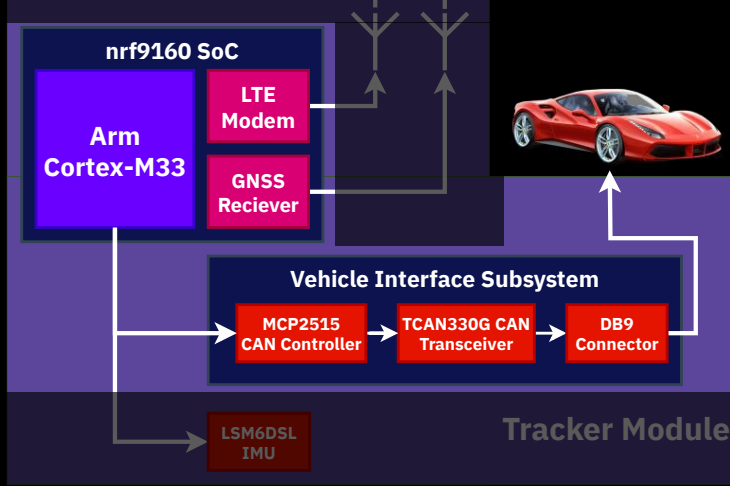 nrf9160 SoC
Arm
Cortex-M33
LTE
Modem
GNSS
Reciever
Vehicle Interface Subsystem
MCP2515
CAN Controller
TCAN330G CAN
Transceiver
DB9
Connector
LSM6DSL
IMU
Tracker Module